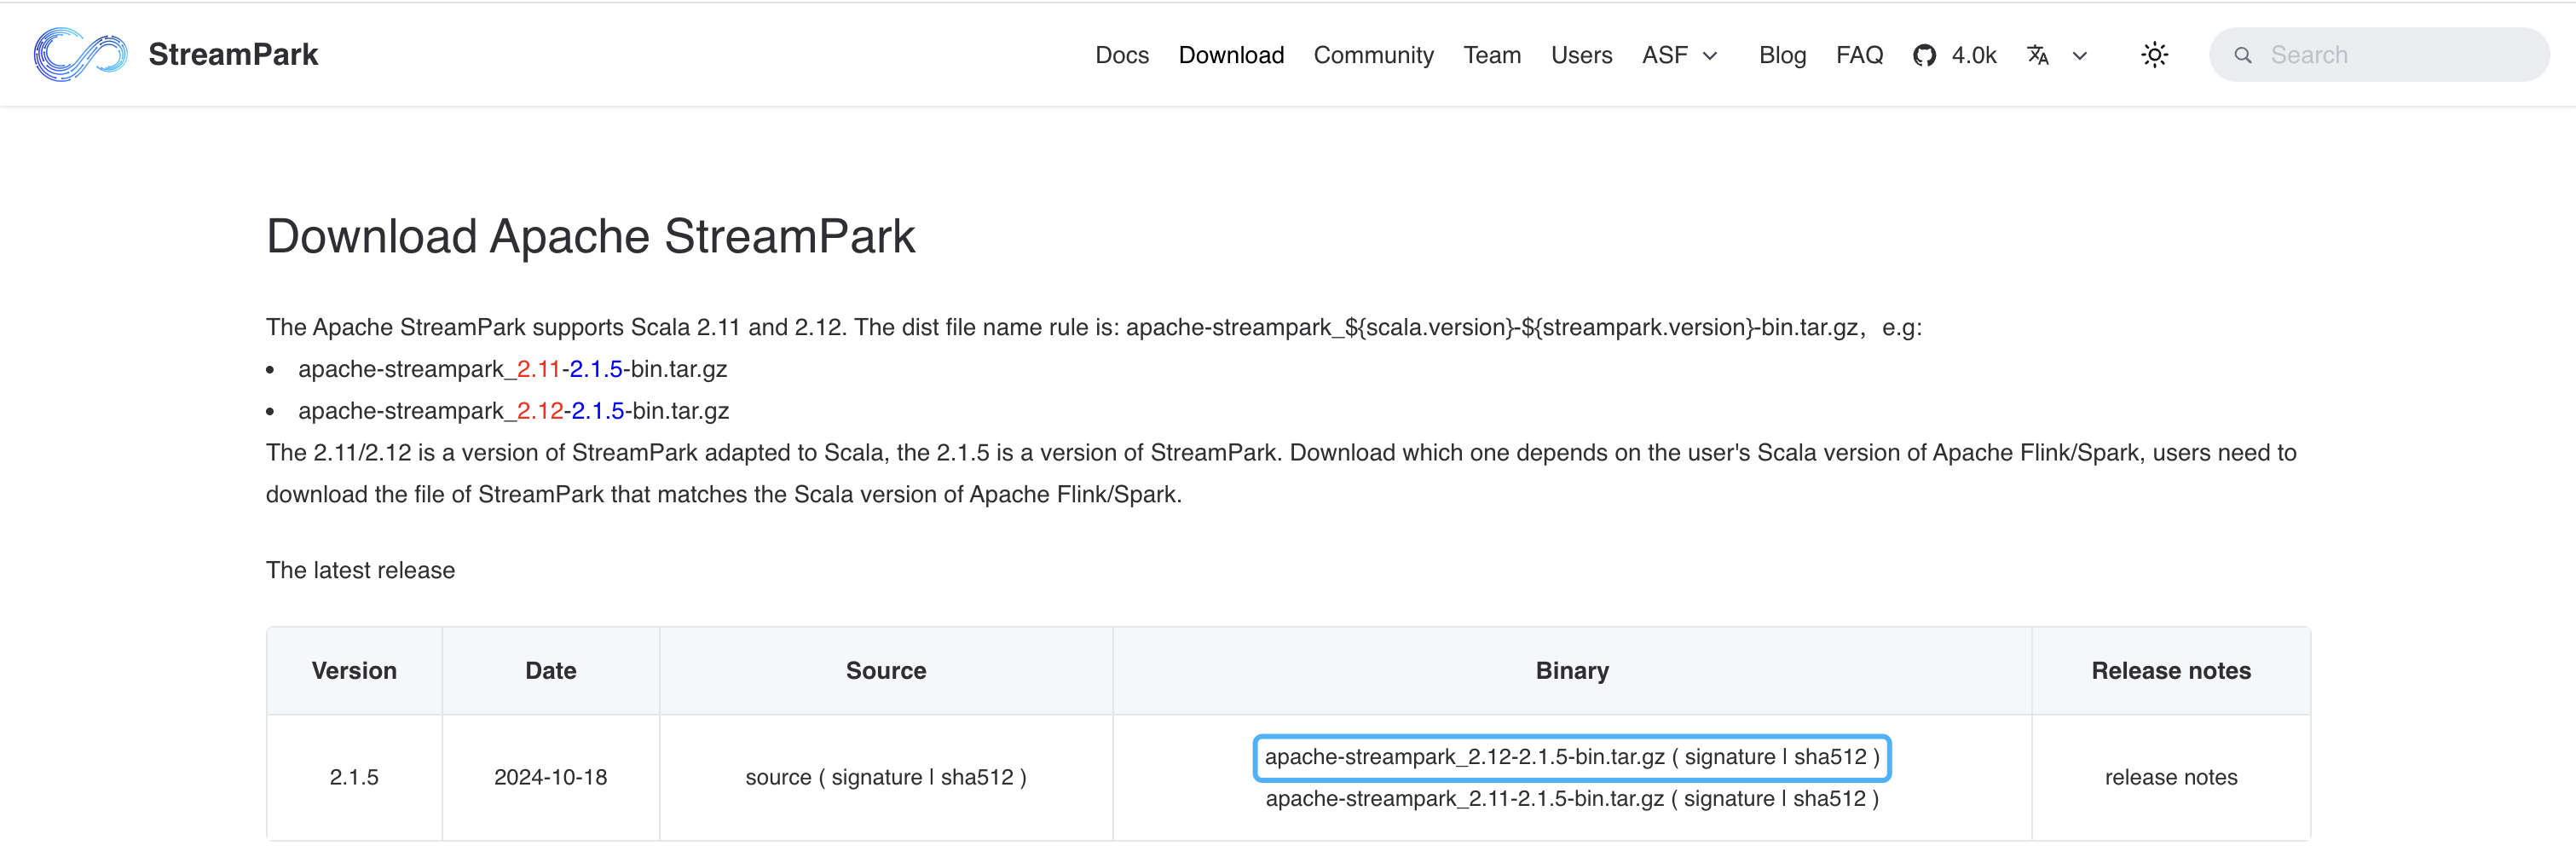 StreamPark
Docs Download Community Team Users ASF Blog FAQ 4.0k Search
Download Apache StreamPark
The Apache StreamPark supports Scala 2.11 and 2.12. The dist file name rule is: apache-streampark_${scala.version}-${streampark.version}-bin.tar.gz，e.g:
• apache-streampark_2.11-2.1.5-bin.tar.gz
• apache-streampark_2.12-2.1.5-bin.tar.gz
The 2.11/2.12 is a version of StreamPark adapted to Scala, the 2.1.5 is a version of StreamPark. Download which one depends on the user's Scala version of Apache Flink/Spark, users need to
download the file of StreamPark that matches the Scala version of Apache Flink/Spark.
The latest release
Version Date Source Binary Release notes
2.1.5 2024-10-18 source ( signature | sha512 ) apache-streampark_2.12-2.1.5-bin.tar.gz ( signature | sha512 ) release notes
apache-streampark_2.11-2.1.5-bin.tar.gz ( signature | sha512 )